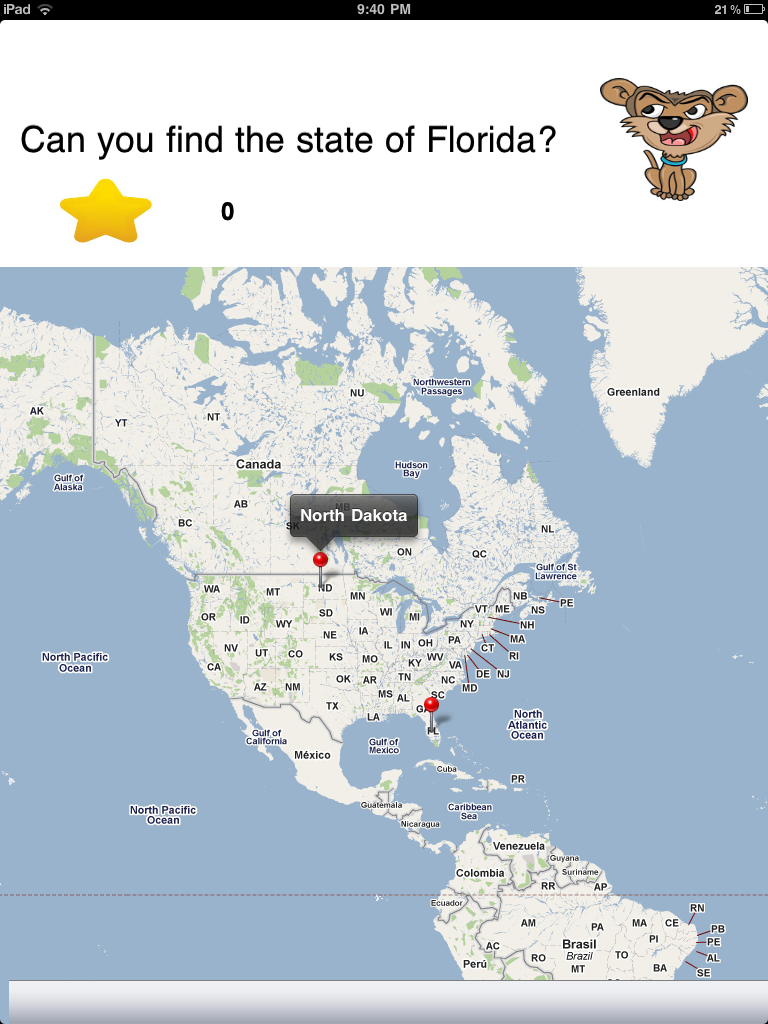 iPad 9:40 PM 21 %
Can you find the state of Florida?
0
Greenland
Northwestern
Passages
AK
YT
NT
NU
Canada
Hudson
Bay
Gulf of
Alaska
AB
MB
BC
SK
North Dakota
ON
QC
NL
Gulf of St
Lawrence
WA
MT
ND
MN
NB
PE
VT
ME
NS
OR
ID
WY
SD
WI
MI
NY
NH
MA
NV
UT
CO
NE
IA
IL
IN
OH
PA
CT
RI
CA
KS
MO
KY
WV
VA
DE
NJ
MD
AZ
NM
OK
AR
TN
NC
SC
TX
LA
MS
AL
GA
FL
North Pacific
Ocean
North
Atlantic
Ocean
Gulf of
California
México
Gulf of
Mexico
Cuba
PR
Guatemala
Caribbean
Sea
Nicaragua
North Pacific
Ocean
Venezuela
Guyana
Suriname
Colombia
RR
AP
Ecuador
RN
AM
PA
MA
CE
PB
PI
PE
AC
Brasil
Brazil
TO
AL
Perú
RO
MT
BA
SE